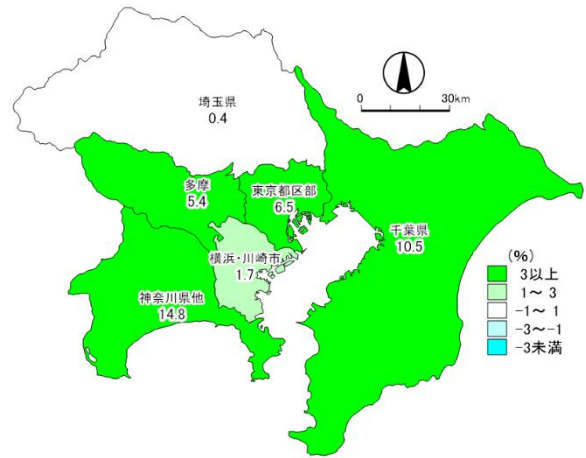 埼玉県
0.4
0 30km
多摩
5.4
東京都区部
6.5
千葉県
10.5
横浜・川崎市
1.7
神奈川県他
14.8
(%)
3以上
1～ 3
-1～ 1
-3～-1
-3未満